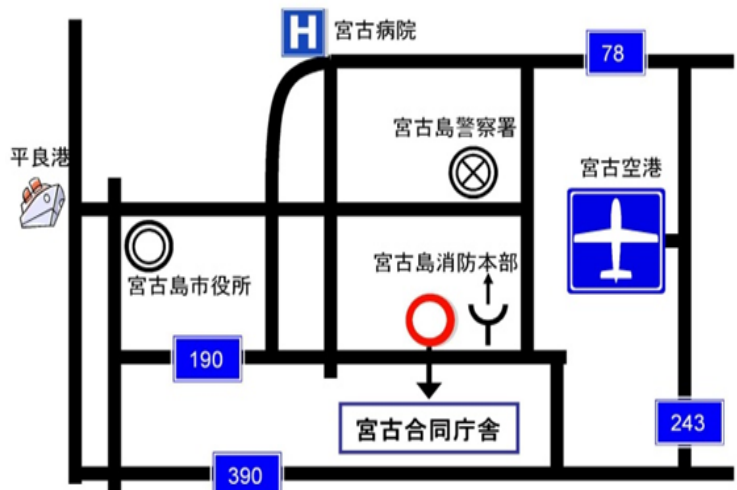 H 宮古病院
78
宮古島警察署
平良港
宮古空港
宮古島市役所
宮古島消防本部
190
宮古合同庁舎
243
390